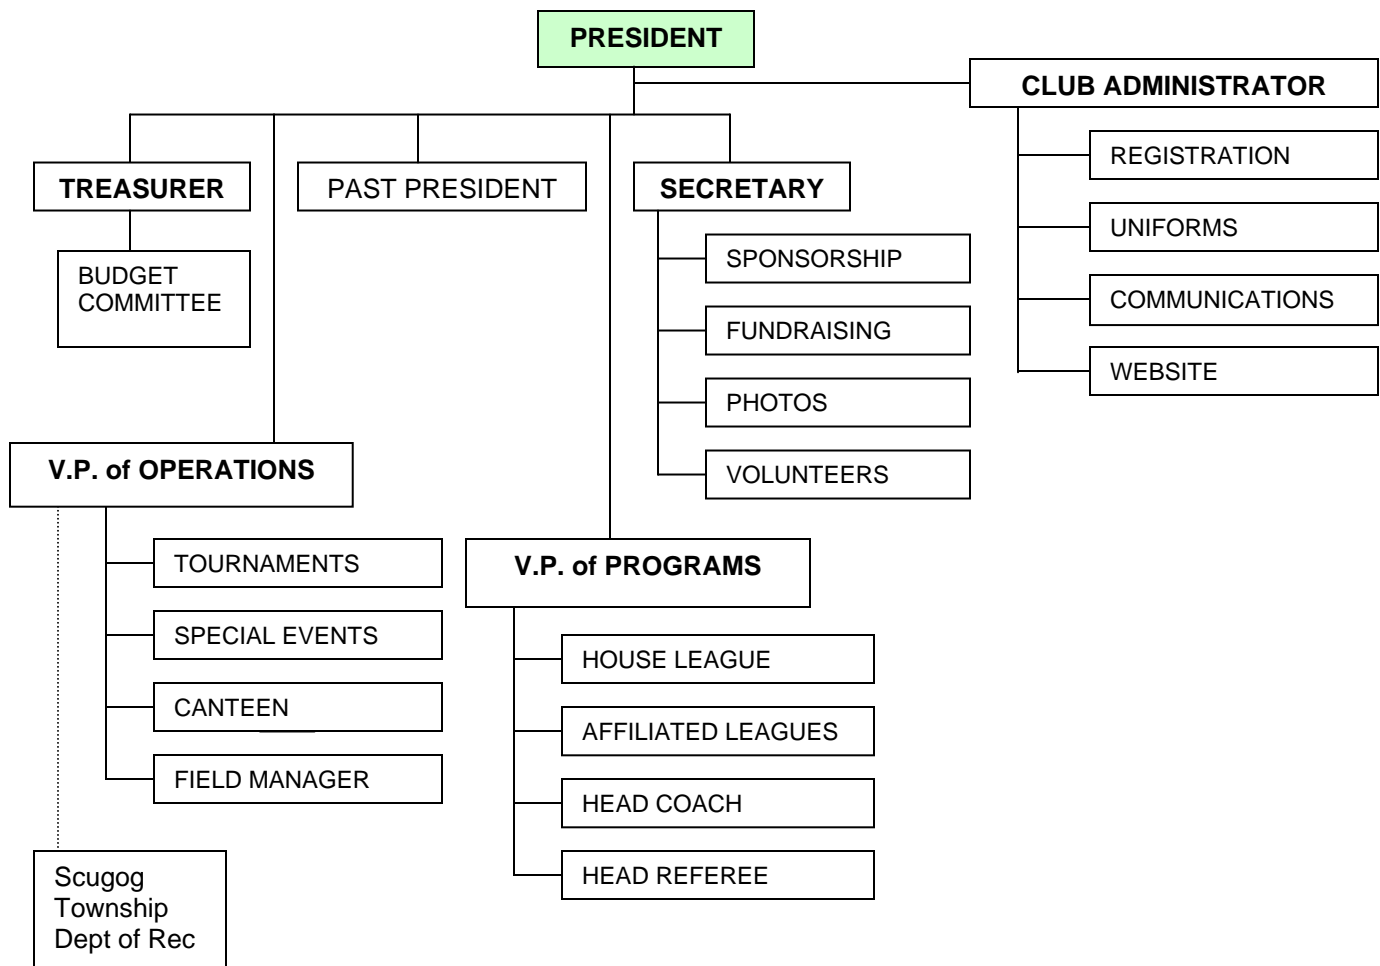 PRESIDENT
CLUB ADMINISTRATOR
REGISTRATION
UNIFORMS
COMMUNICATIONS
WEBSITE
TREASURER
BUDGET
COMMITTEE
PAST PRESIDENT
SECRETARY
SPONSORSHIP
FUNDRAISING
PHOTOS
VOLUNTEERS
V.P. of OPERATIONS
TOURNAMENTS
SPECIAL EVENTS
CANTEEN
FIELD MANAGER
Scugog
Township
Dept of Rec
V.P. of PROGRAMS
HOUSE LEAGUE
AFFILIATED LEAGUES
HEAD COACH
HEAD REFEREE